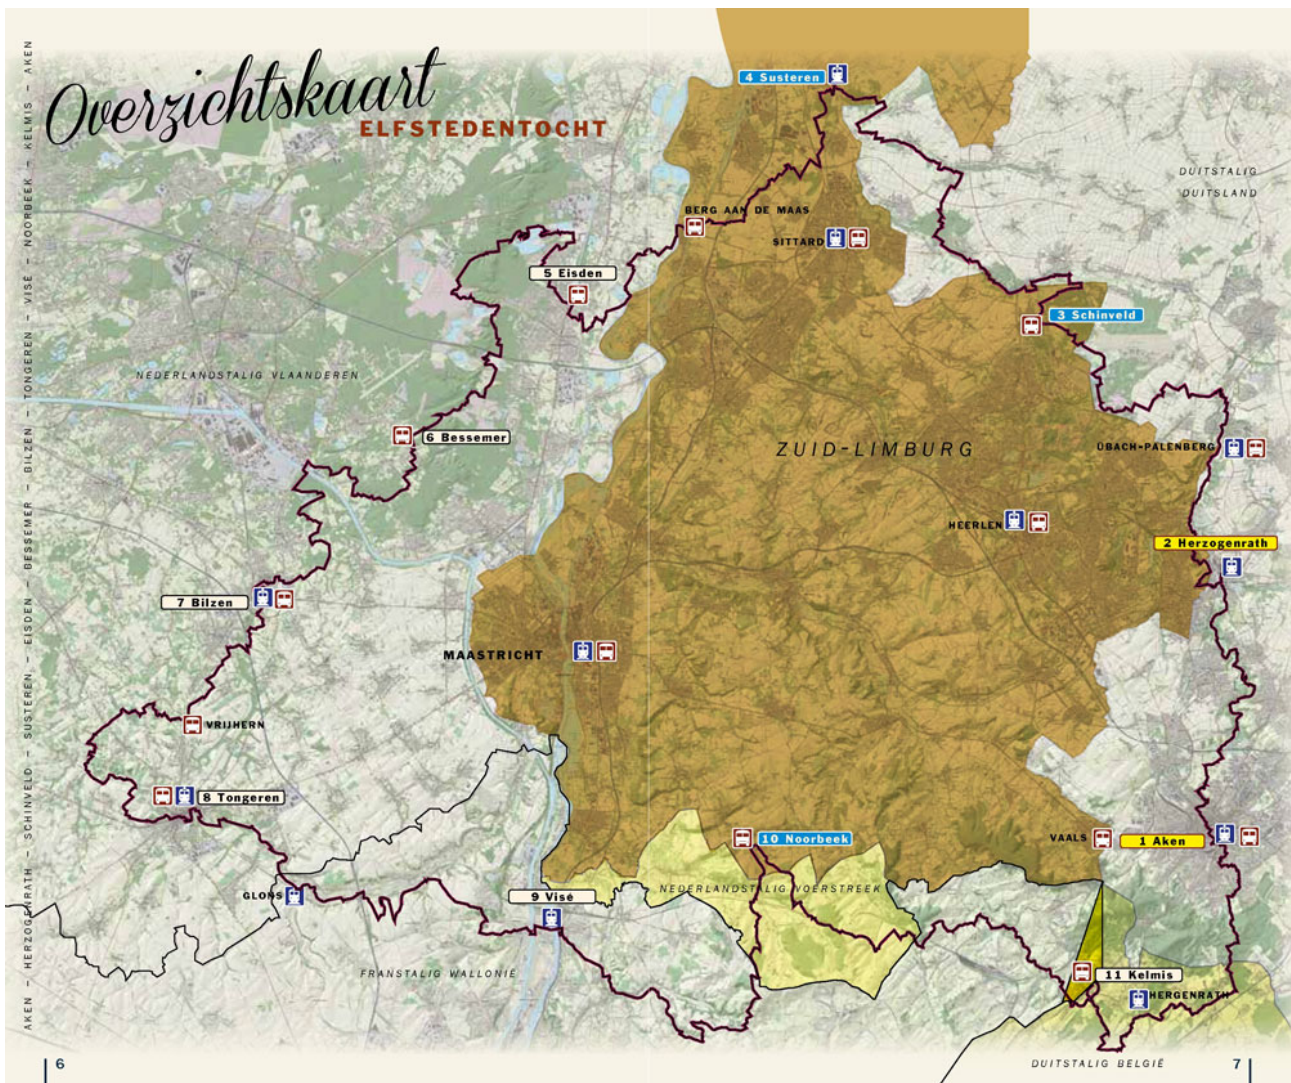 Overzichtskaart
ELFSTEDENTOCHT
AKEN – HERZOGENRATH – SCHINVELD – SUSTEREN – EISDEN – BESSEMER – BILZEN – TONGEREN – VISÉ – NOORBEEK – KELMIS – AKEN
4 Susteren
DUITSTALIG
DUITSLAND
BERG AAN DE MAAS
SITTARD
5 Eisden
3 Schinveld
NEDERLANDSTALIG VLAANDEREN
6 Bessemer
ZUID-LIMBURG
ÜBACH-PALENBERG
HEERLEN
2 Herzogenrath
7 Bilzen
MAASTRICHT
VRIJHERN
8 Tongeren
10 Noorbeek
VAALS
1 Aken
NEDERLANDSTALIG VOERSTREEK
GLONS
9 Visé
FRANSTALIG WALLONIË
11 Kelmis
HERGENRATH
DUITSTALIG BELGIË
6
7